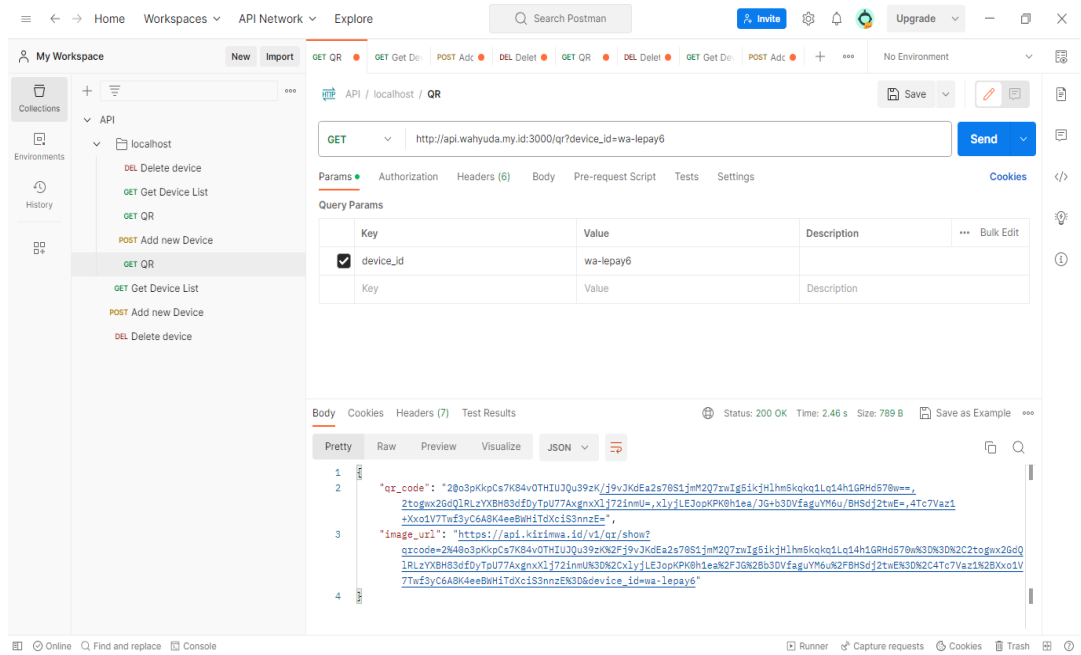 Home Workspaces API Network Explore Search Postman Invite Upgrade
My Workspace New Import GET QR GET Get De POST Adc DEL Delet GET QR DEL Delet GET Get De POST Adc No Environment
Collections
Environments
History
API
localhost
DEL Delete device
GET Get Device List
GET QR
POST Add new Device
GET QR
GET Get Device List
POST Add new Device
DEL Delete device
HTTP API / localhost / QR Save
GET http://api.wahyuda.my.id:3000/qr?device_id=wa-lepay6 Send
Params Authorization Headers (6) Body Pre-request Script Tests Settings Cookies
Query Params
Key Value Description Bulk Edit
device_id wa-lepay6
Key Value Description
Body Cookies Headers (7) Test Results Status: 200 OK Time: 2.46 s Size: 789 B Save as Example
Pretty Raw Preview Visualize JSON
1 {
2 "qr_code": "2@o3pKkpCs7K84vOTHIUJQu39zK/j9vJKdEa2s70S1jmM2Q7rwIg5ikjHlhm5kqkq1Lq14h1GRHd570w==,
2togwx2GdQlRLzYXBH83dfDyTpU77AxgnxXlj72inmU=,xlyjLEJopKPK0h1ea/JG+b3DVfaguYM6u/BHSdj2twE=,4Tc7Vaz1
+Xxo1V7Twf3yC6A8K4eeBWHiTdXciS3nnzE=",
3 "image_url": "https://api.kirimwa.id/v1/qr/show?
qrcode=2%40o3pKkpCs7K84vOTHIUJQu39zK%2Fj9vJKdEa2s70S1jmM2Q7rwIg5ikjHlhm5kqkq1Lq14h1GRHd570w%3D%3D%2C2togwx2GdQ
lRLzYXBH83dfDyTpU77AxgnxXlj72inmU%3D%2CxlyjLEJopKPK0h1ea%2FJG%2Bb3DVfaguYM6u%2FBHSdj2twE%3D%2C4Tc7Vaz1%2BXxo1V
7Twf3yC6A8K4eeBWHiTdXciS3nnzE%3D&device_id=wa-lepay6"
4 }
Online Find and replace Console Runner Capture requests Cookies Trash